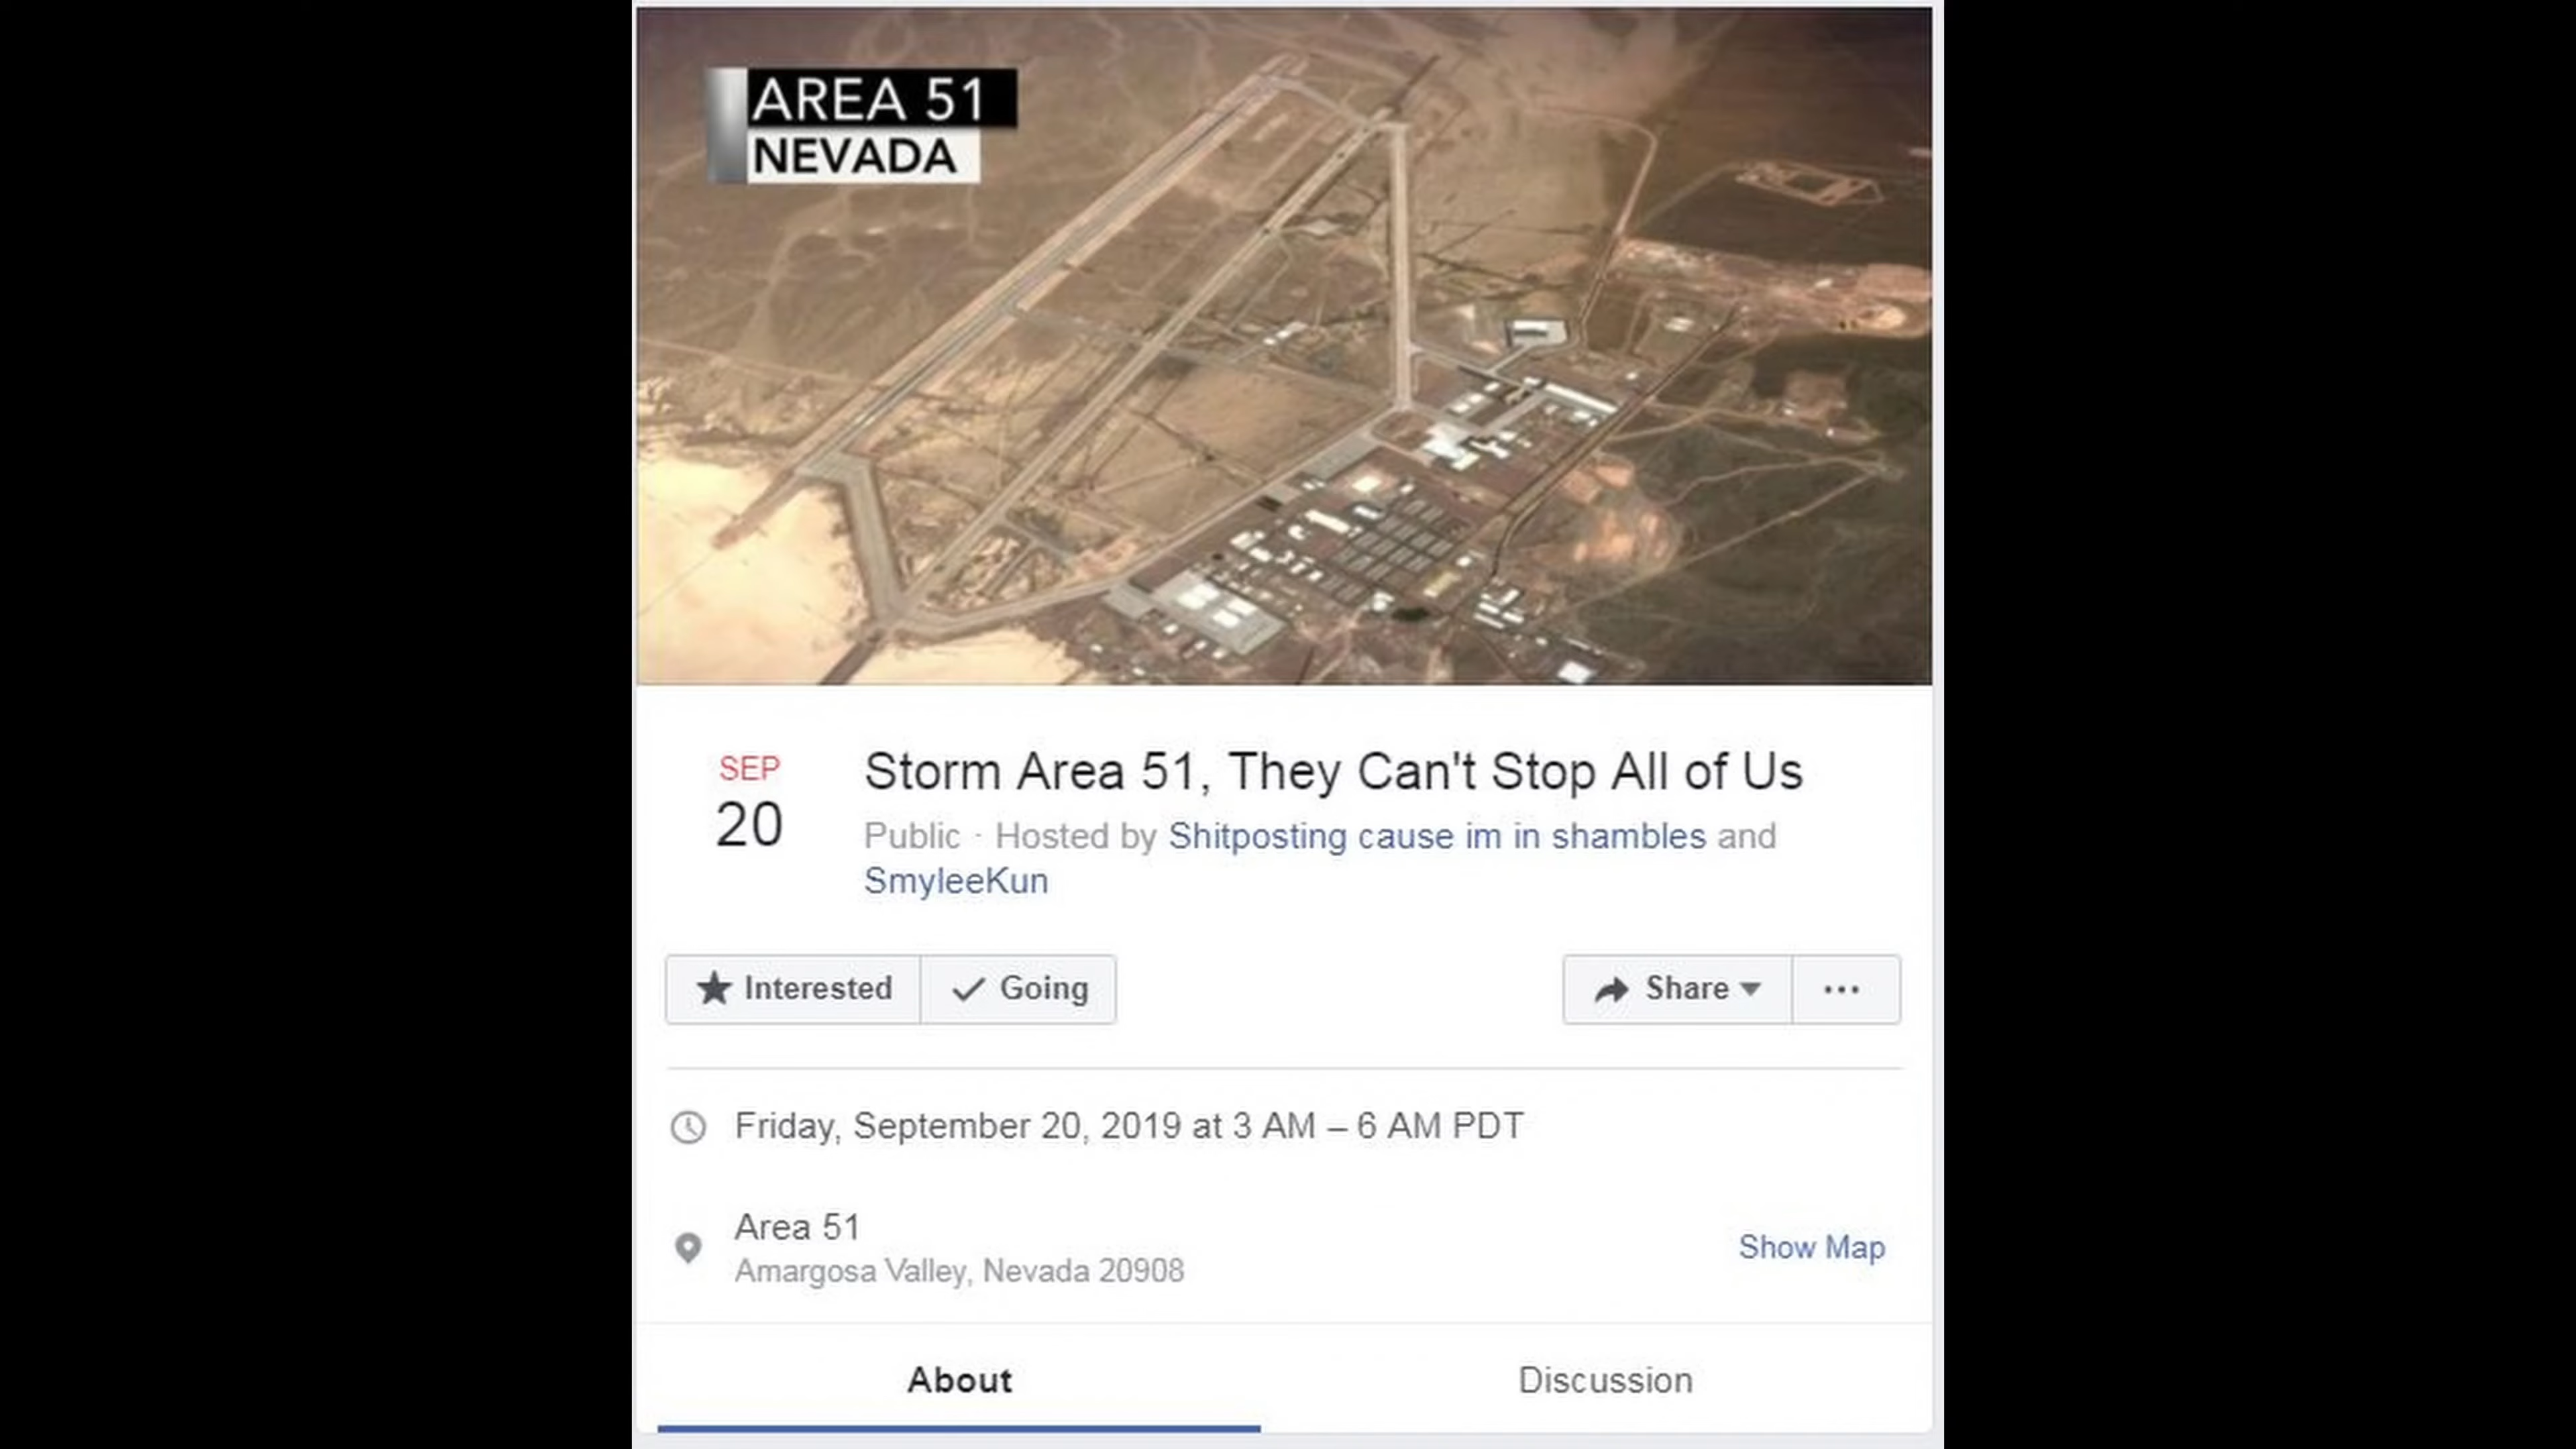 AREA 51
NEVADA
SEP
20
Storm Area 51, They Can't Stop All of Us
Public · Hosted by Shitposting cause im in shambles and
SmyleeKun
Interested
Going
Share
Friday, September 20, 2019 at 3 AM – 6 AM PDT
Area 51
Amargosa Valley, Nevada 20908
Show Map
About
Discussion